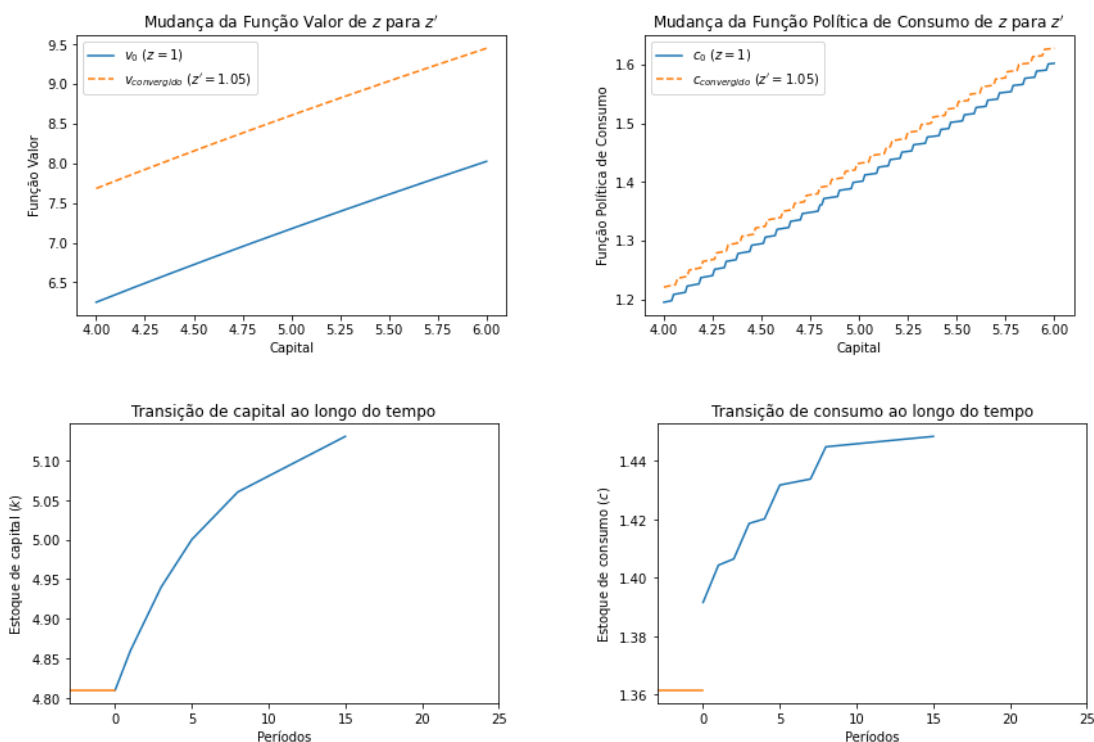 Mudança da Função Valor de z para z′
Função Valor
9.5
9.0
8.5
8.0
7.5
7.0
6.5
v₀ (z = 1)
v_convergido (z′ = 1.05)
4.00 4.25 4.50 4.75 5.00 5.25 5.50 5.75 6.00
Capital
Mudança da Função Política de Consumo de z para z′
Função Política de Consumo
1.6
1.5
1.4
1.3
1.2
c₀ (z = 1)
c_convergido (z′ = 1.05)
4.00 4.25 4.50 4.75 5.00 5.25 5.50 5.75 6.00
Capital
Transição de capital ao longo do tempo
Estoque de capital (k)
5.10
5.05
5.00
4.95
4.90
4.85
4.80
0 5 10 15 20 25
Períodos
Transição de consumo ao longo do tempo
Estoque de consumo (c)
1.44
1.42
1.40
1.38
1.36
0 5 10 15 20 25
Períodos